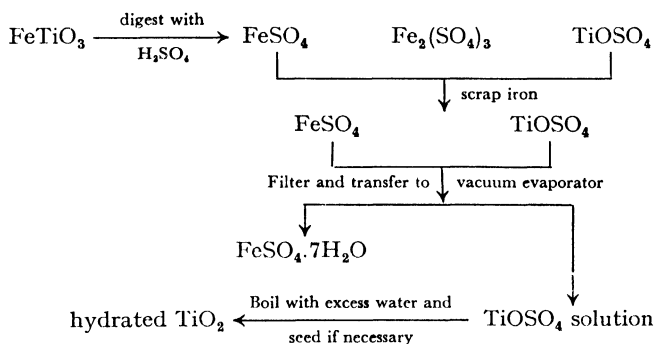 digest with
FeTiO₃ FeSO₄ Fe₂(SO₄)₃ TiOSO₄
H₂SO₄
scrap iron
FeSO₄ TiOSO₄
Filter and transfer to vacuum evaporator
FeSO₄.7H₂O
Boil with excess water and
hydrated TiO₂ TiOSO₄ solution
seed if necessary